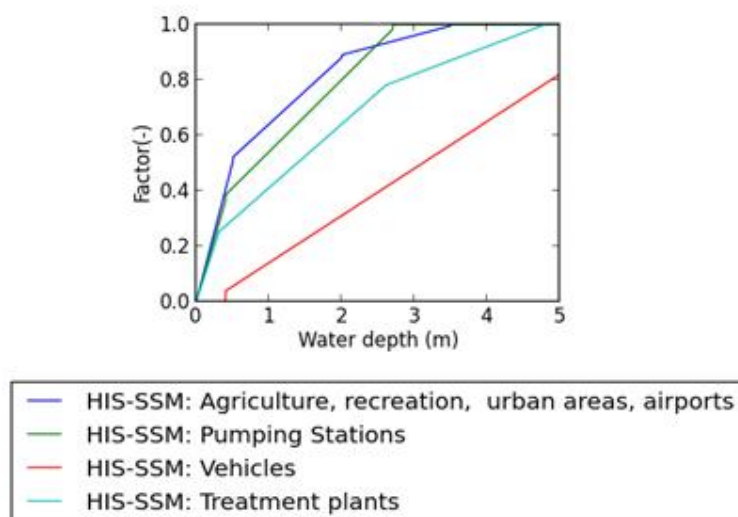 1.0
0.8
0.6
0.4
0.2
0.0
Factor(-)
0 1 2 3 4 5
Water depth (m)
HIS-SSM: Agriculture, recreation, urban areas, airports
HIS-SSM: Pumping Stations
HIS-SSM: Vehicles
HIS-SSM: Treatment plants